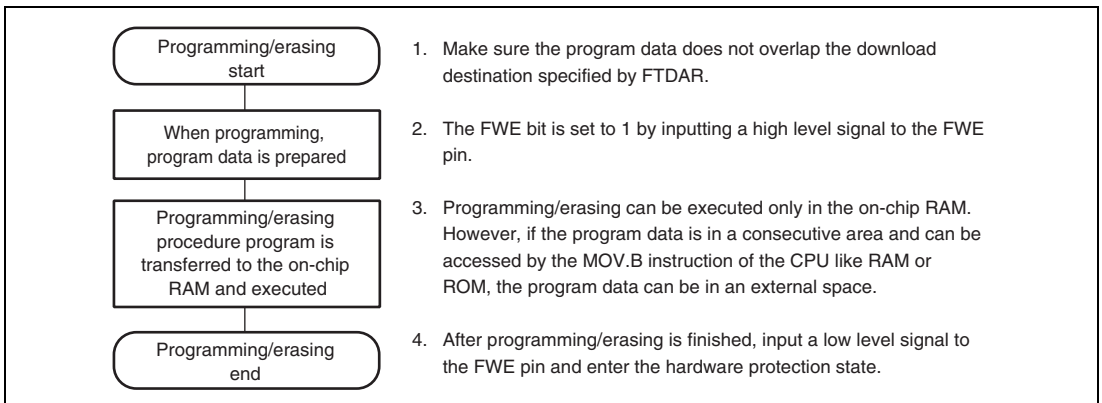 Programming/erasing
start
When programming,
program data is prepared
Programming/erasing
procedure program is
transferred to the on-chip
RAM and executed
Programming/erasing
end
1. Make sure the program data does not overlap the download
destination specified by FTDAR.
2. The FWE bit is set to 1 by inputting a high level signal to the FWE
pin.
3. Programming/erasing can be executed only in the on-chip RAM.
However, if the program data is in a consecutive area and can be
accessed by the MOV.B instruction of the CPU like RAM or
ROM, the program data can be in an external space.
4. After programming/erasing is finished, input a low level signal to
the FWE pin and enter the hardware protection state.